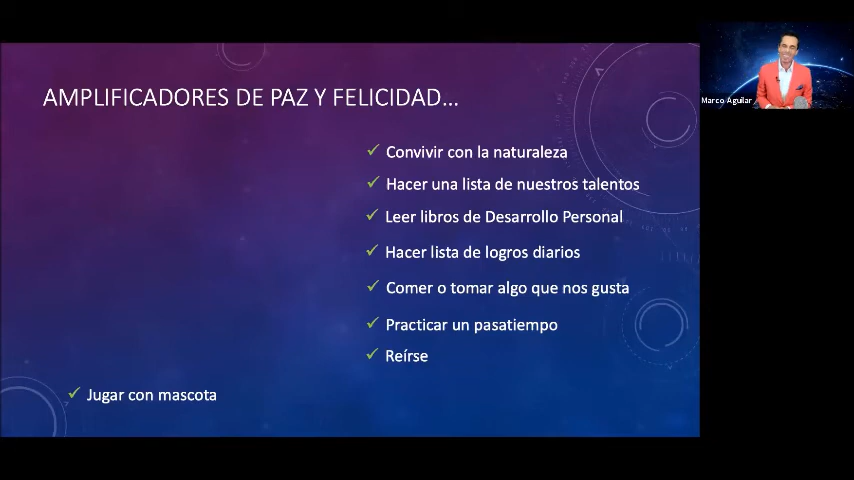 AMPLIFICADORES DE PAZ Y FELICIDAD...
Marco Aguilar
Convivir con la naturaleza
Hacer una lista de nuestros talentos
Leer libros de Desarrollo Personal
Hacer lista de logros diarios
Comer o tomar algo que nos gusta
Practicar un pasatiempo
Reírse
Jugar con mascota